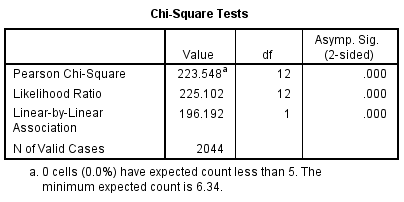 Chi-Square Tests
Value df Asymp. Sig. (2-sided)
Pearson Chi-Square 223.548a 12 .000
Likelihood Ratio 225.102 12 .000
Linear-by-Linear Association 196.192 1 .000
N of Valid Cases 2044
a. 0 cells (0.0%) have expected count less than 5. The
minimum expected count is 6.34.